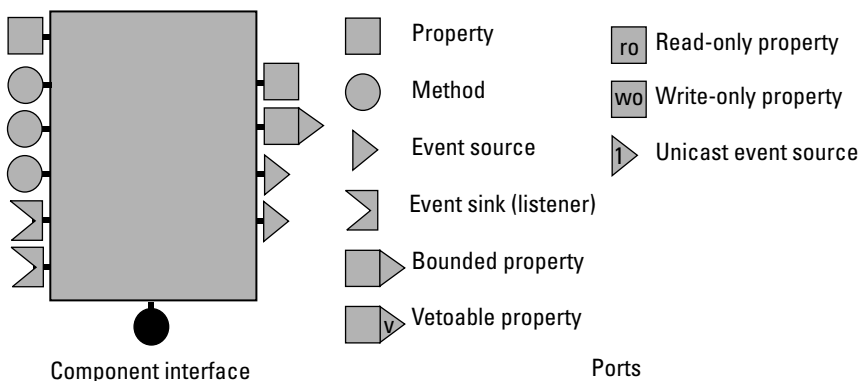 Property
Method
Event source
Event sink (listener)
Bounded property
v
Vetoable property
ro
Read-only property
wo
Write-only property
1
Unicast event source
Component interface
Ports